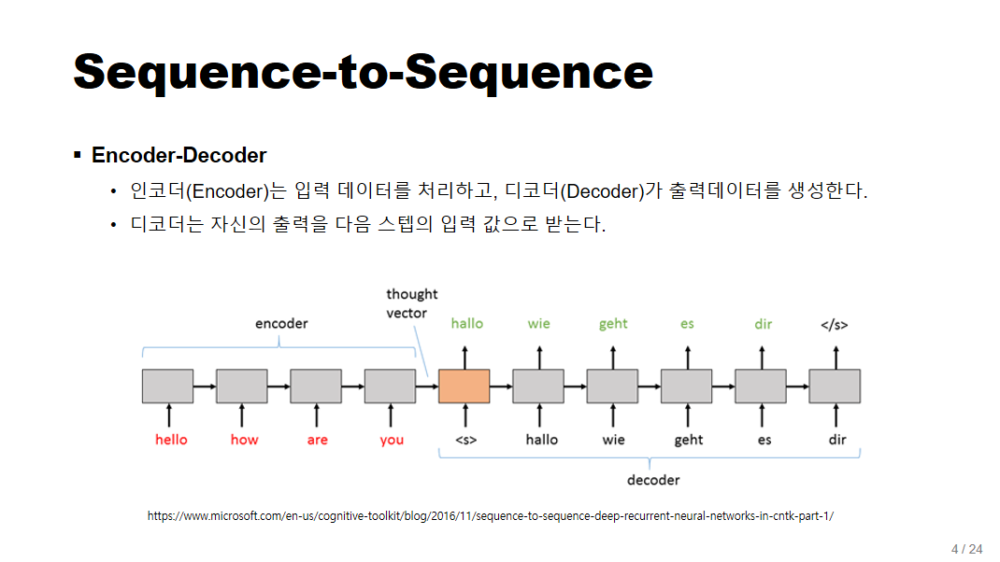 Sequence-to-Sequence
▪ Encoder-Decoder
• 인코더(Encoder)는 입력 데이터를 처리하고, 디코더(Decoder)가 출력데이터를 생성한다.
• 디코더는 자신의 출력을 다음 스텝의 입력 값으로 받는다.
thought
vector
encoder
hallo wie geht es dir </s>
hello how are you <s> hallo wie geht es dir
decoder
https://www.microsoft.com/en-us/cognitive-toolkit/blog/2016/11/sequence-to-sequence-deep-recurrent-neural-networks-in-cntk-part-1/
4 / 24